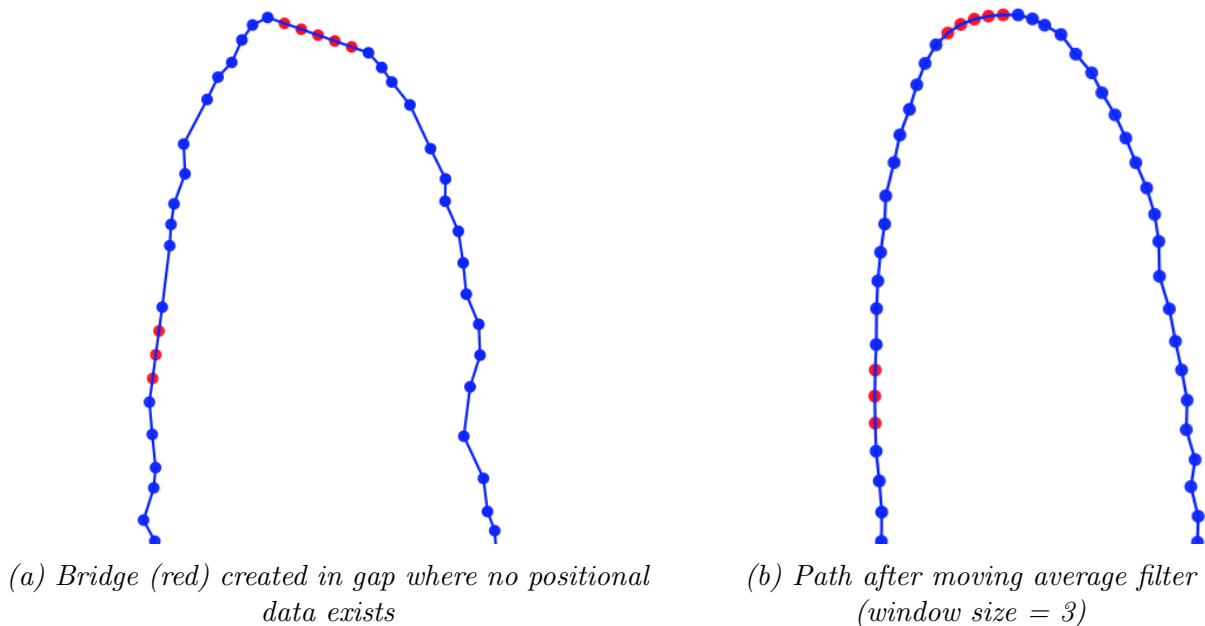 (a) Bridge (red) created in gap where no positional
data exists
(b) Path after moving average filter
(window size = 3)